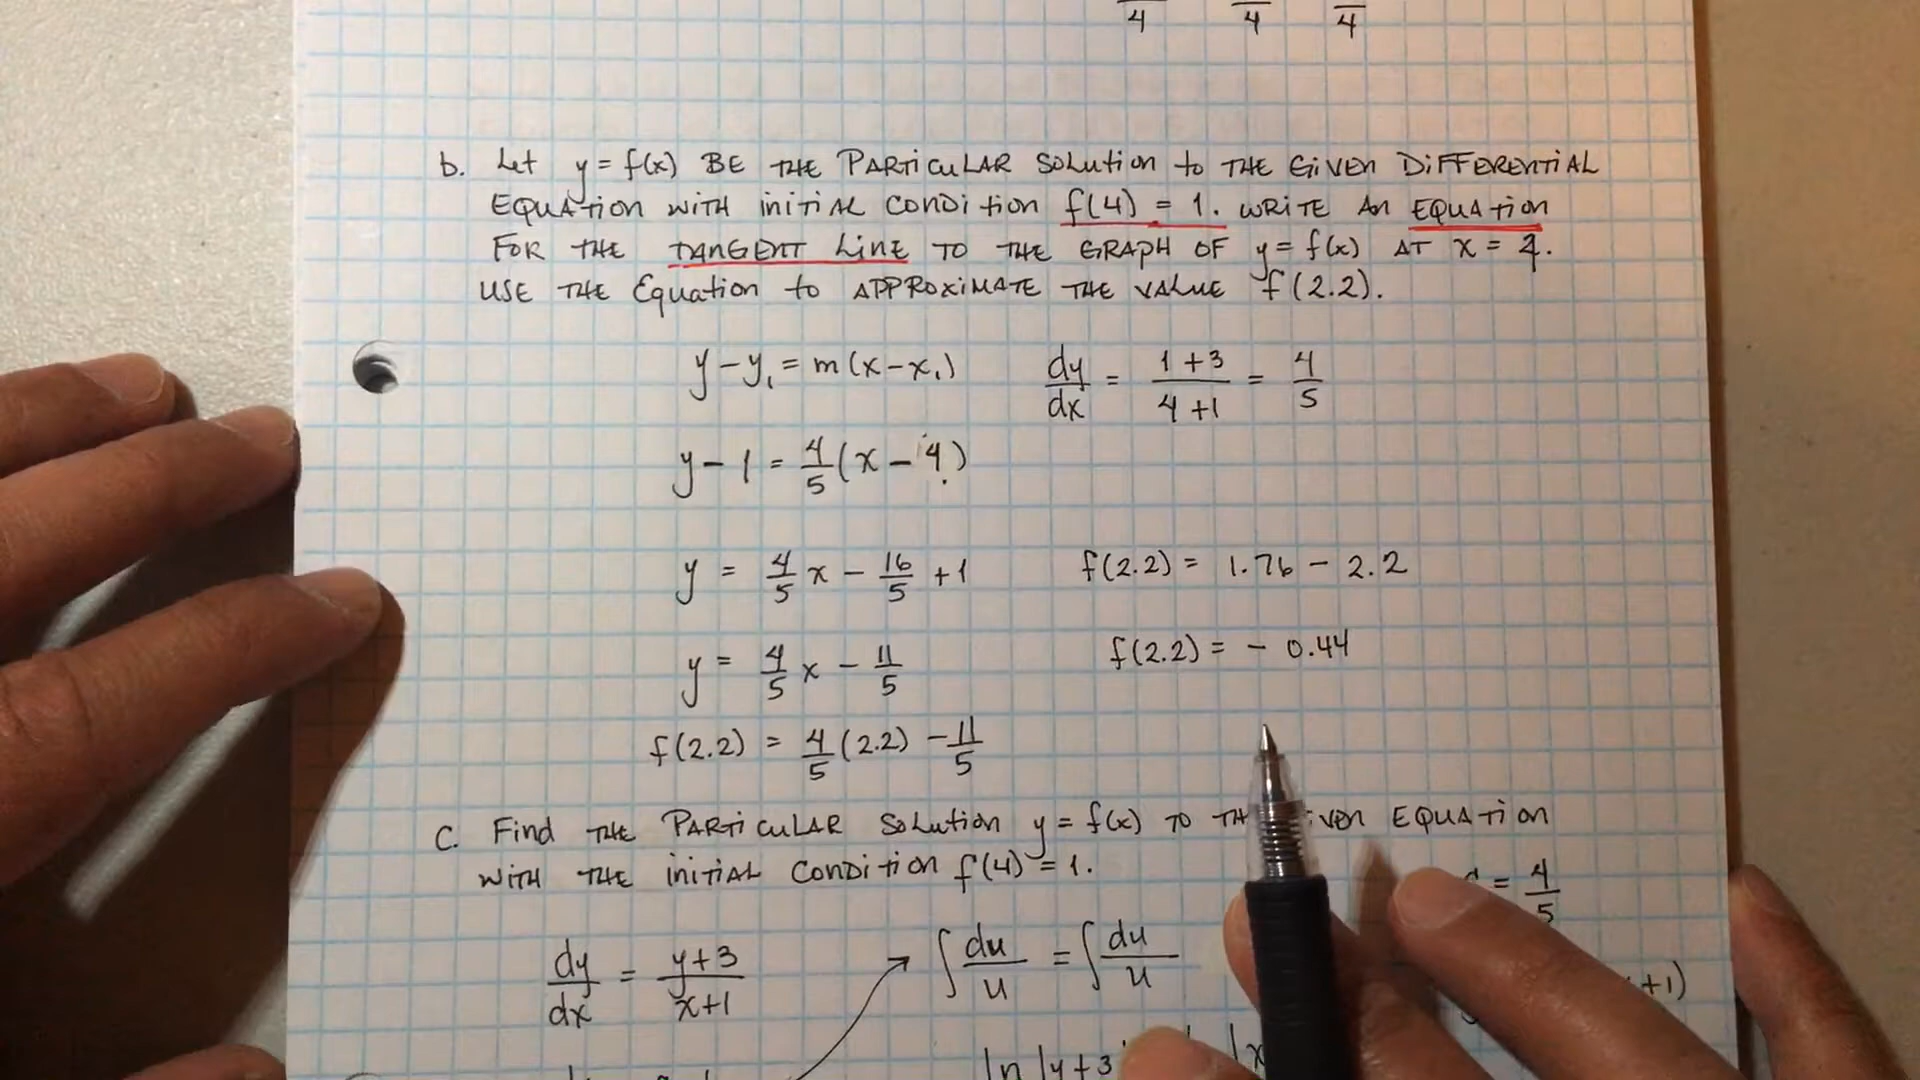 4 4 4
b. Let y = f(x) BE THE PARTICULAR SOLUTION to THE GIVEN DIFFERENTIAL
EQUATION WITH INITIAL CONDITION f(4) = 1. WRITE AN EQUATION
FOR THE TANGENT LINE TO THE GRAPH OF y = f(x) AT x = 4.
USE THE Equation to APPROXIMATE THE VALUE f(2.2).
y - y₁ = m(x - x₁) dy/dx = (1+3)/(4+1) = 4/5
y - 1 = 4/5 (x - 4)
y = 4/5 x - 16/5 + 1 f(2.2) = 1.76 - 2.2
y = 4/5 x - 11/5 f(2.2) = - 0.44
f(2.2) = 4/5 (2.2) - 11/5
C. Find THE PARTICULAR SOLUTION y = f(x) TO EQUATION
WITH THE INITIAL CONDITION f(4) = 1.
= 4/5
dy/dx = (y+3)/(x+1) ∫ du/u = ∫ du/u
+1)
ln |y+3